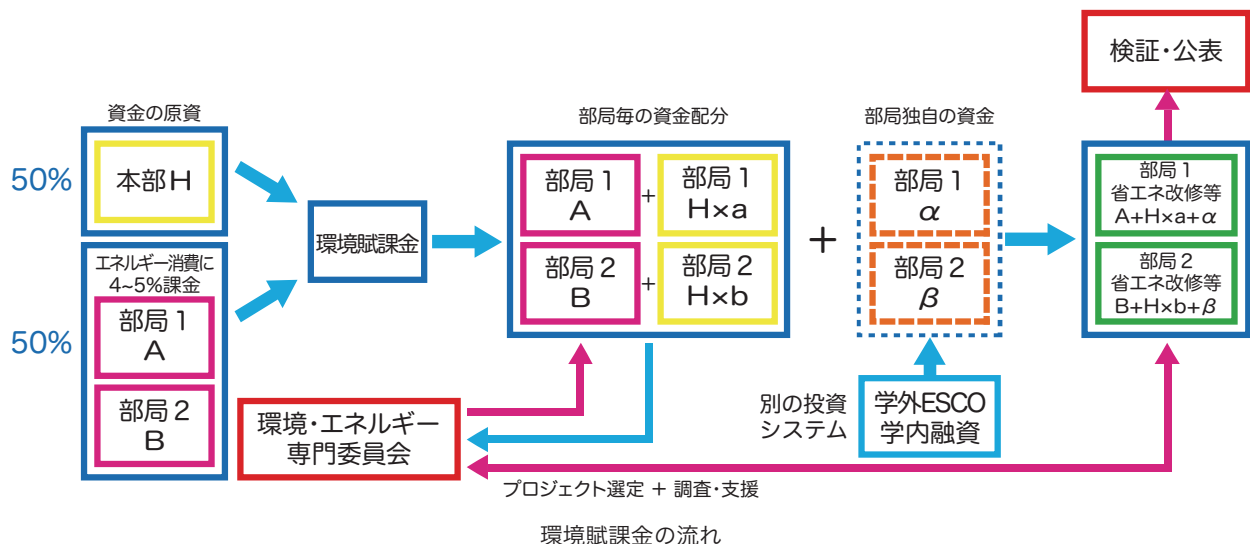 検証・公表
資金の原資
部局毎の資金配分
部局独自の資金
50%
本部H
部局1
A
+
部局1
H×a
部局2
B
+
部局2
H×b
+
部局1
α
部局2
β
部局1
省エネ改修等
A+H×a+α
部局2
省エネ改修等
B+H×b+β
環境賦課金
50%
エネルギー消費に
4~5%課金
部局1
A
部局2
B
環境・エネルギー
専門委員会
別の投資
システム
学外ESCO
学内融資
プロジェクト選定 + 調査・支援
環境賦課金の流れ